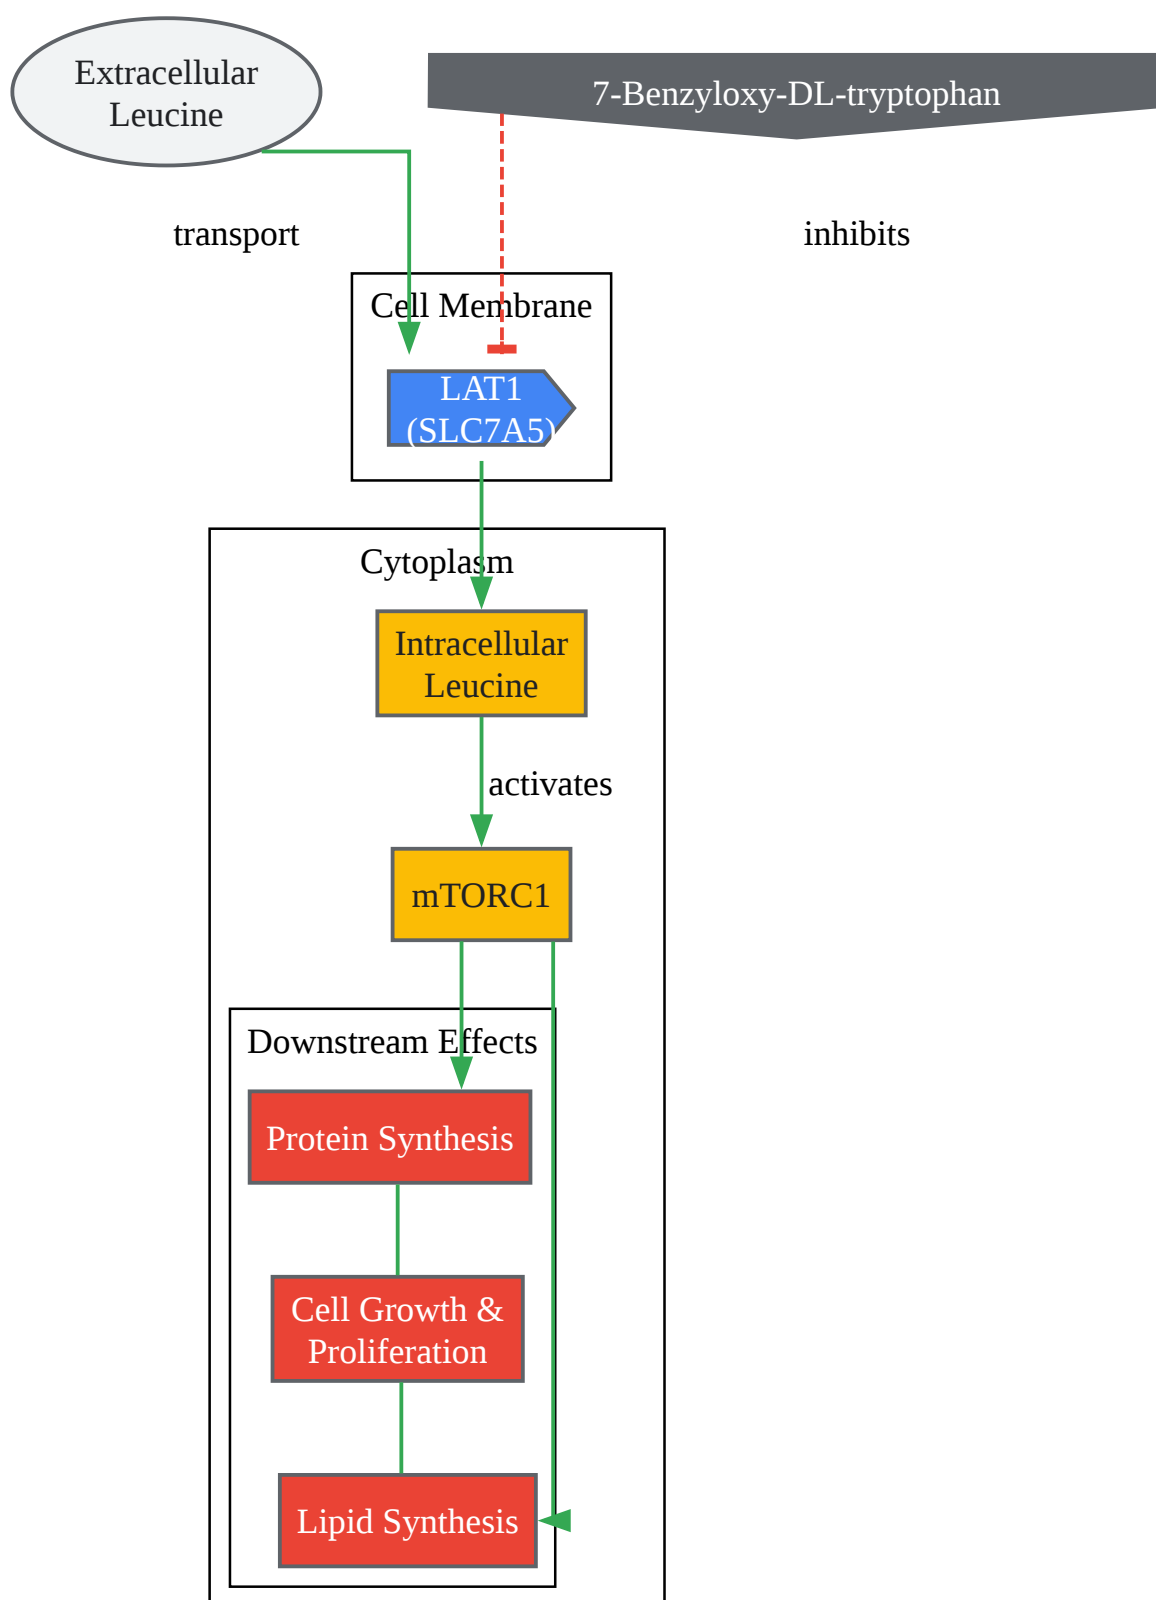 Extracellular
Leucine
7-Benzyloxy-DL-tryptophan
transport
inhibits
Cell Membrane
LAT1
(SLC7A5)
Cytoplasm
Intracellular
Leucine
activates
mTORC1
Downstream Effects
Protein Synthesis
Cell Growth &
Proliferation
Lipid Synthesis